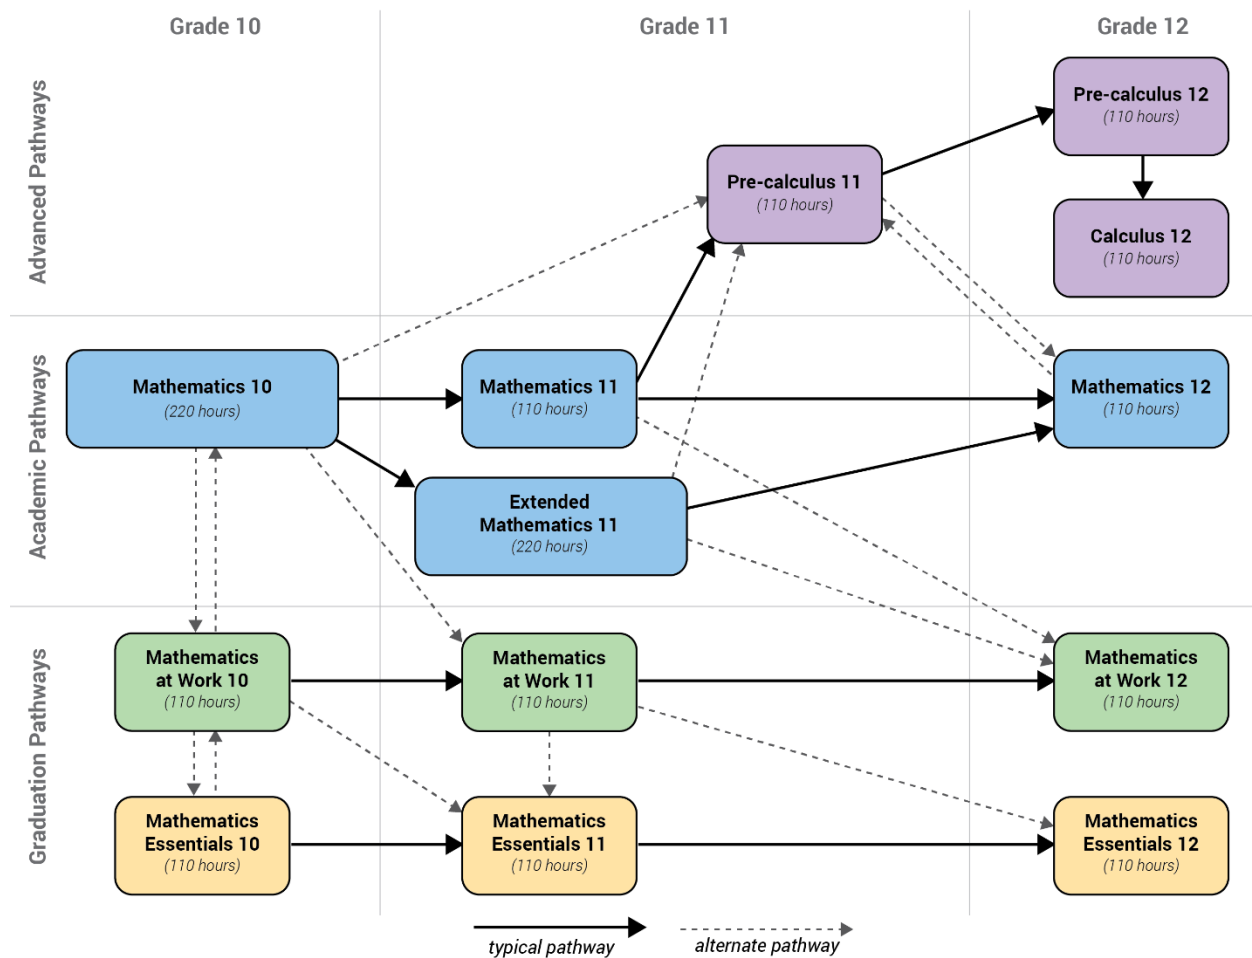 Grade 10
Grade 11
Grade 12
Advanced Pathways
Pre-calculus 12
(110 hours)
Pre-calculus 11
(110 hours)
Calculus 12
(110 hours)
Academic Pathways
Mathematics 10
(220 hours)
Mathematics 11
(110 hours)
Mathematics 12
(110 hours)
Extended
Mathematics 11
(220 hours)
Graduation Pathways
Mathematics
at Work 10
(110 hours)
Mathematics
at Work 11
(110 hours)
Mathematics
at Work 12
(110 hours)
Mathematics
Essentials 10
(110 hours)
Mathematics
Essentials 11
(110 hours)
Mathematics
Essentials 12
(110 hours)
typical pathway
alternate pathway